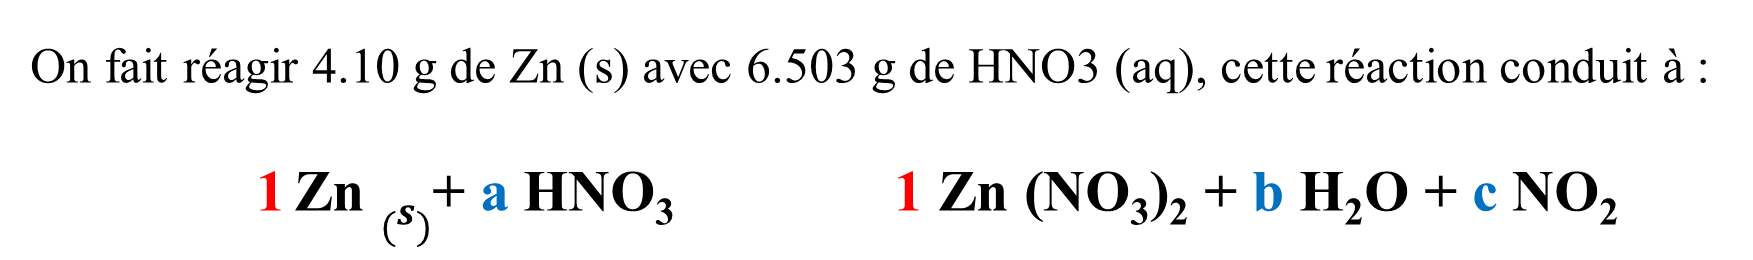 On fait réagir 4.10 g de Zn (s) avec 6.503 g de HNO3 (aq), cette réaction conduit à :
1 Zn (s) + a HNO₃ 1 Zn (NO₃)₂ + b H₂O + c NO₂